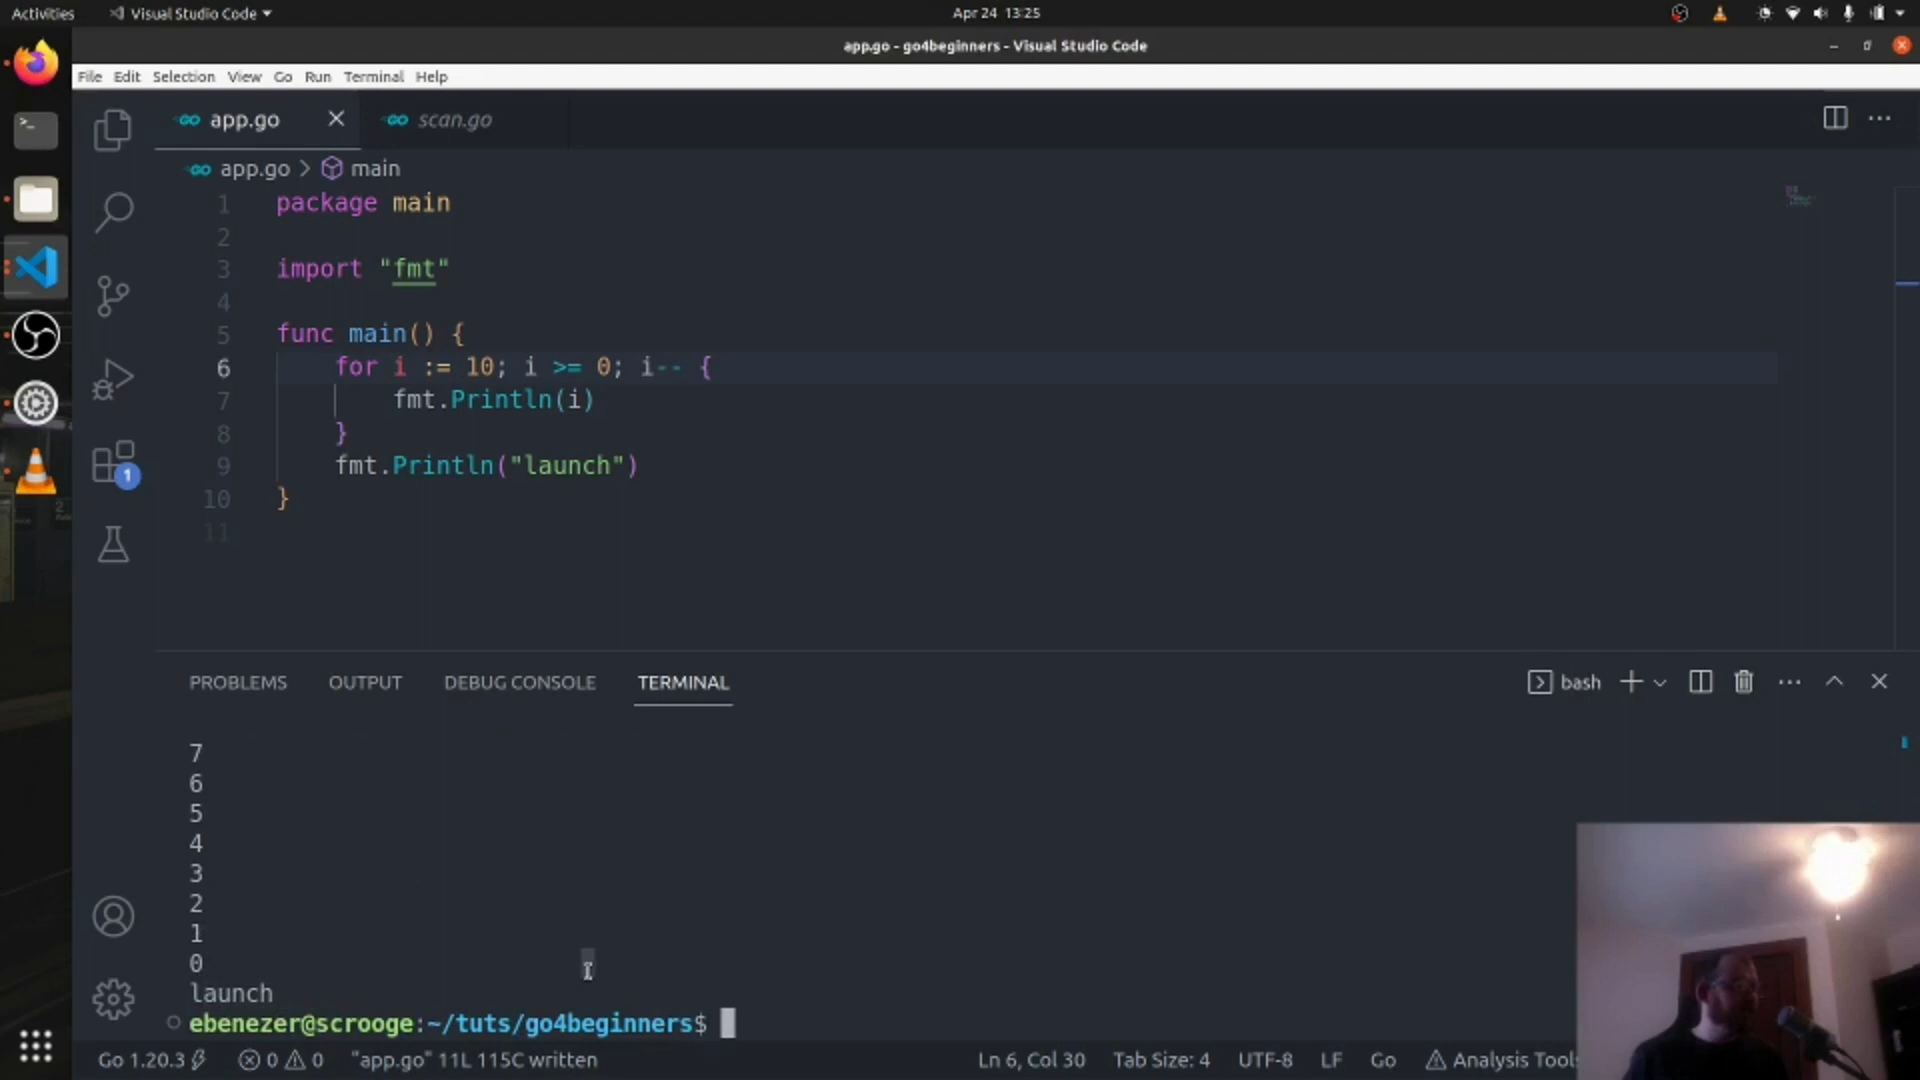 Activities
Visual Studio Code
Apr 24 13:25
app.go - go4beginners - Visual Studio Code
File Edit Selection View Go Run Terminal Help
app.go
scan.go
app.go > main
1 package main
2
3 import "fmt"
4
5 func main() {
6 for i := 10; i >= 0; i-- {
7 fmt.Println(i)
8 }
9 fmt.Println("launch")
10 }
11
1
PROBLEMS OUTPUT DEBUG CONSOLE TERMINAL
bash
7
6
5
4
3
2
1
0
launch
ebenezer@scrooge:~/tuts/go4beginners$
Go 1.20.3 0 0 "app.go" 11L 115C written Ln 6, Col 30 Tab Size: 4 UTF-8 LF Go Analysis Tools